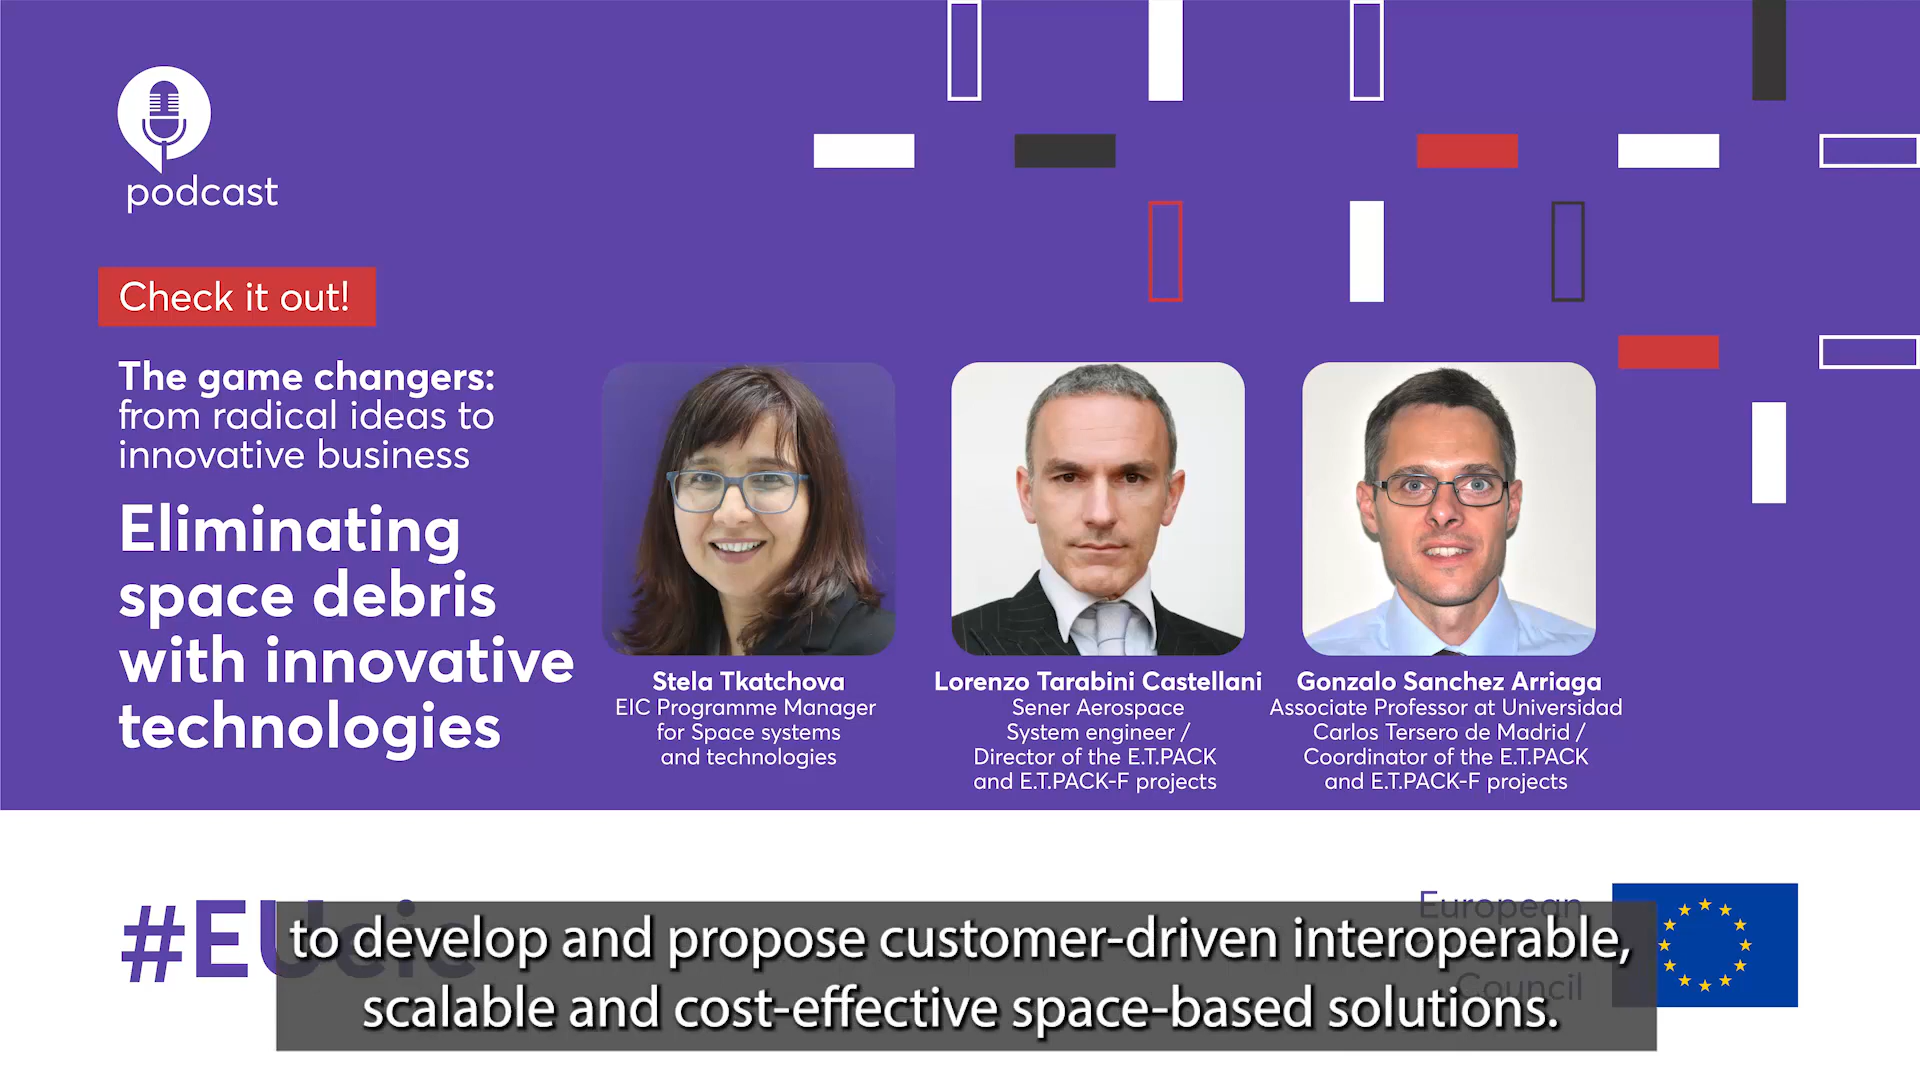 podcast
Check it out!
The game changers:
from radical ideas to
innovative business
Eliminating
space debris
with innovative
technologies
Stela Tkatchova
EIC Programme Manager
for Space systems
and technologies
Lorenzo Tarabini Castellani
Sener Aerospace
System engineer /
Director of the E.T.PACK
and E.T.PACK-F projects
Gonzalo Sanchez Arriaga
Associate Professor at Universidad
Carlos Tersero de Madrid /
Coordinator of the E.T.PACK
and E.T.PACK-F projects
#EUeic
European
Council
to develop and propose customer-driven interoperable,
scalable and cost-effective space-based solutions.